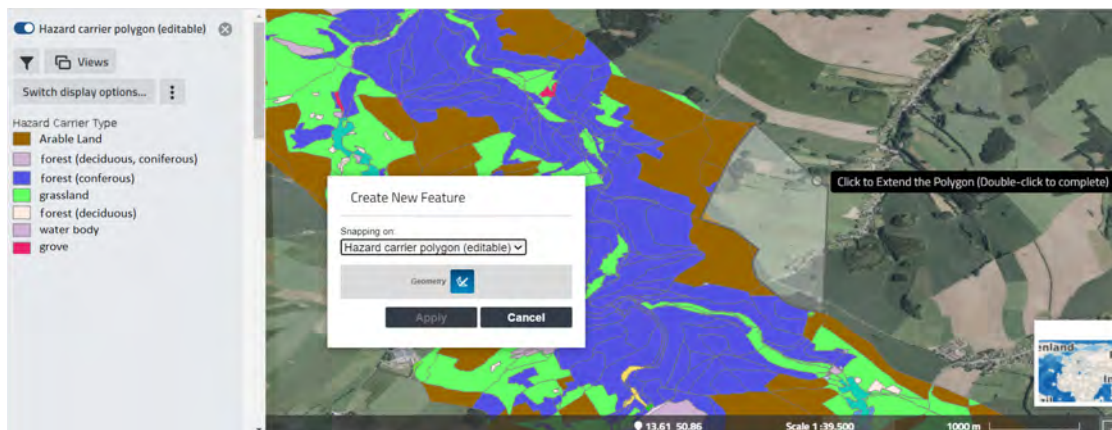 Hazard carrier polygon (editable)
Views
Switch display options...
Hazard Carrier Type
Arable Land
forest (deciduous, coniferous)
forest (conferous)
grassland
forest (deciduous)
water body
grove
Create New Feature
Snapping on:
Hazard carrier polygon (editable)
Geometry
Apply
Cancel
Click to Extend the Polygon (Double-click to complete)
enland
In
13.61 50.86
Scale 1:39.500
1000 m